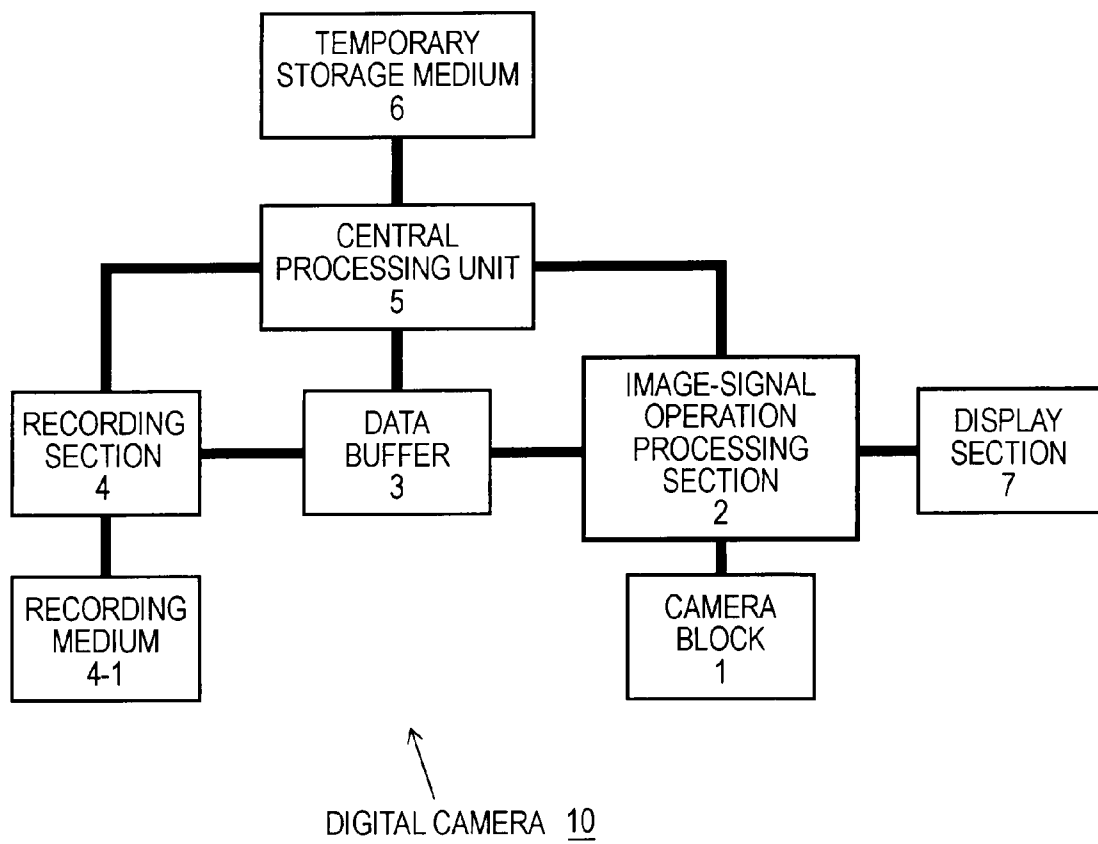 TEMPORARY
STORAGE MEDIUM
6
CENTRAL
PROCESSING UNIT
5
RECORDING
SECTION
4
DATA
BUFFER
3
IMAGE-SIGNAL
OPERATION
PROCESSING
SECTION
2
DISPLAY
SECTION
7
RECORDING
MEDIUM
4-1
CAMERA
BLOCK
1
DIGITAL CAMERA 10